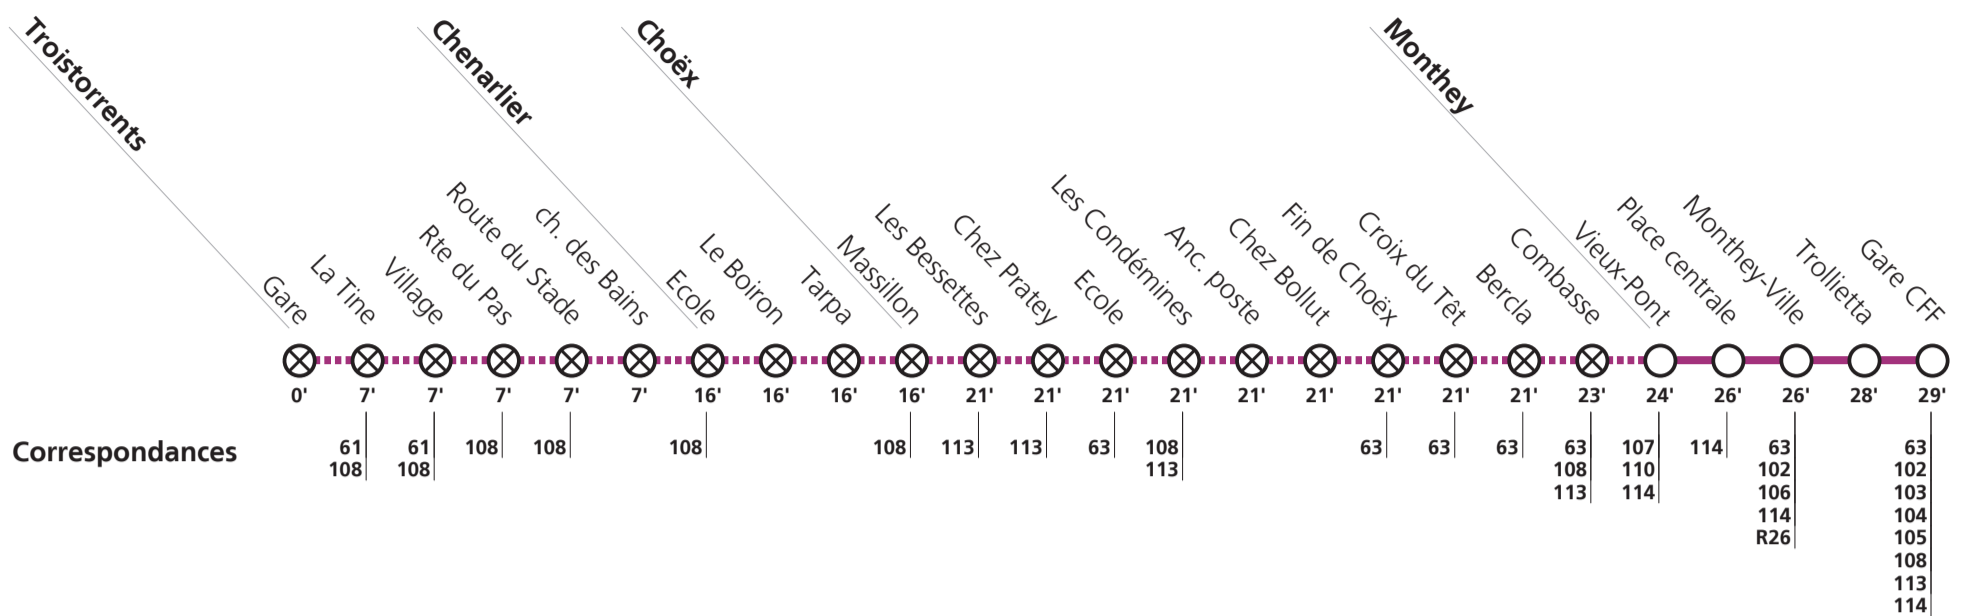 Troistorrents
Chenarlier
Choëx
Monthey
Gare
La Tine
Village
Rte du Pas
Route du Stade
ch. des Bains
Ecole
Le Boiron
Tarpa
Massillon
Les Bessettes
Chez Pratey
Ecole
Les Condémines
Anc. poste
Chez Bollut
Fin de Choëx
Croix du Têt
Bercla
Combasse
Vieux-Pont
Place centrale
Monthey-Ville
Trollietta
Gare CFF
0' 7' 7' 7' 7' 7' 16' 16' 16' 16' 21' 21' 21' 21' 21' 21' 21' 21' 21' 23' 24' 26' 26' 28' 29'
Correspondances
61 61 108 108 108 108 113 113 63 108 63 63 63 63 107 114 63 63
108 108 113 108 110 102 102
113 114 106 103
114 104
R26 105
108
113
114